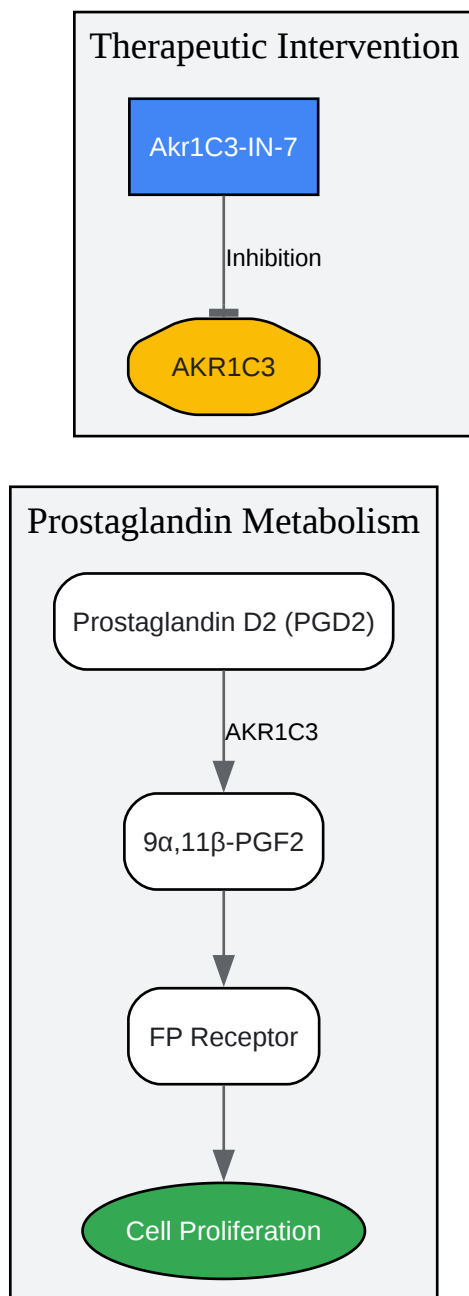 Therapeutic Intervention
Akr1C3-IN-7
Inhibition
AKR1C3
Prostaglandin Metabolism
Prostaglandin D2 (PGD2)
AKR1C3
9α,11β-PGF2
FP Receptor
Cell Proliferation